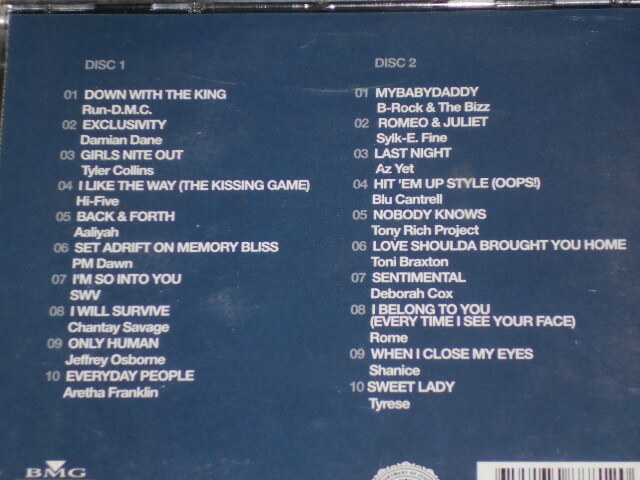 DISC 1
01 DOWN WITH THE KING
Run-D.M.C.
02 EXCLUSIVITY
Damian Dane
03 GIRLS NITE OUT
Tyler Collins
04 I LIKE THE WAY (THE KISSING GAME)
Hi-Five
05 BACK & FORTH
Aaliyah
06 SET ADRIFT ON MEMORY BLISS
PM Dawn
07 I'M SO INTO YOU
SWV
08 I WILL SURVIVE
Chantay Savage
09 ONLY HUMAN
Jeffrey Osborne
10 EVERYDAY PEOPLE
Aretha Franklin
DISC 2
01 MYBABYDADDY
B-Rock & The Bizz
02 ROMEO & JULIET
Sylk-E. Fine
03 LAST NIGHT
Az Yet
04 HIT 'EM UP STYLE (OOPS!)
Blu Cantrell
05 NOBODY KNOWS
Tony Rich Project
06 LOVE SHOULDA BROUGHT YOU HOME
Toni Braxton
07 SENTIMENTAL
Deborah Cox
08 I BELONG TO YOU
(EVERY TIME I SEE YOUR FACE)
Rome
09 WHEN I CLOSE MY EYES
Shanice
10 SWEET LADY
Tyrese
BMG